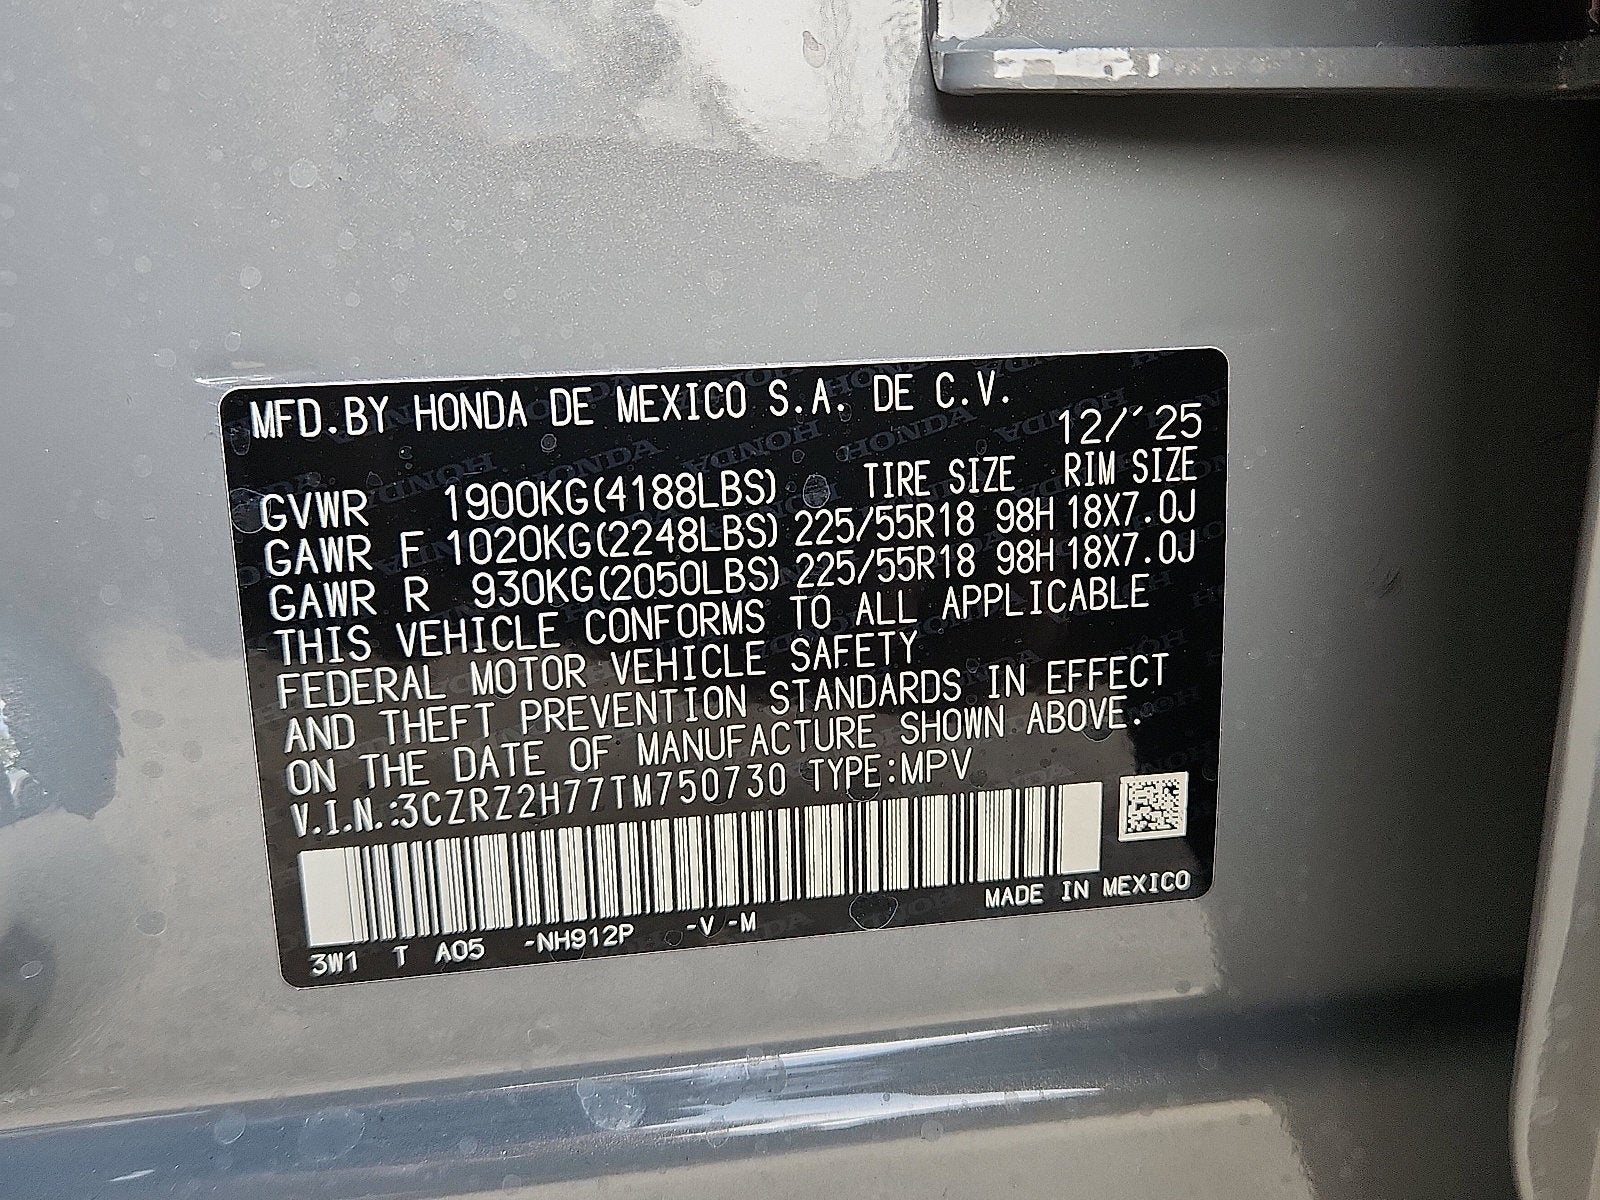 MFD.BY HONDA DE MEXICO S.A. DE C.V.
12/´25
GVWR 1900KG(4188LBS) TIRE SIZE RIM SIZE
GAWR F 1020KG(2248LBS) 225/55R18 98H 18X7.0J
GAWR R 930KG(2050LBS) 225/55R18 98H 18X7.0J
THIS VEHICLE CONFORMS TO ALL APPLICABLE
FEDERAL MOTOR VEHICLE SAFETY
AND THEFT PREVENTION STANDARDS IN EFFECT
ON THE DATE OF MANUFACTURE SHOWN ABOVE.
V.I.N.:3CZRZ2H77TM750730 TYPE:MPV
MADE IN MEXICO
3W1 T A05 -NH912P -V -M